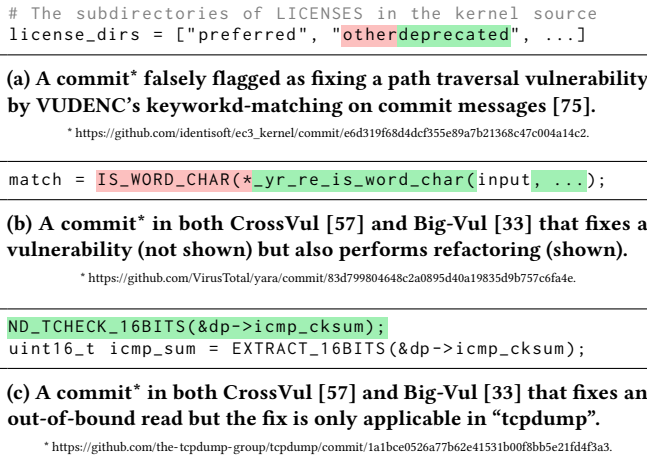 # The subdirectories of LICENSES in the kernel source
license_dirs = ["preferred", "otherdeprecated", ...]
(a) A commit* falsely flagged as fixing a path traversal vulnerability
by VUDENC's keyworkd-matching on commit messages [75].
* https://github.com/identisoft/ec3_kernel/commit/e6d319f68d4dcf355e89a7b21368c47c004a14c2.
match = IS_WORD_CHAR(*_yr_re_is_word_char(input, ...);
(b) A commit* in both CrossVul [57] and Big-Vul [33] that fixes a
vulnerability (not shown) but also performs refactoring (shown).
* https://github.com/VirusTotal/yara/commit/83d799804648c2a0895d40a19835d9b757c6fa4e.
ND_TCHECK_16BITS(&dp->icmp_cksum);
uint16_t icmp_sum = EXTRACT_16BITS(&dp->icmp_cksum);
(c) A commit* in both CrossVul [57] and Big-Vul [33] that fixes an
out-of-bound read but the fix is only applicable in “tcpdump”.
* https://github.com/the-tcpdump-group/tcpdump/commit/1a1bce0526a77b62e41531b00f8bb5e21fd4f3a3.